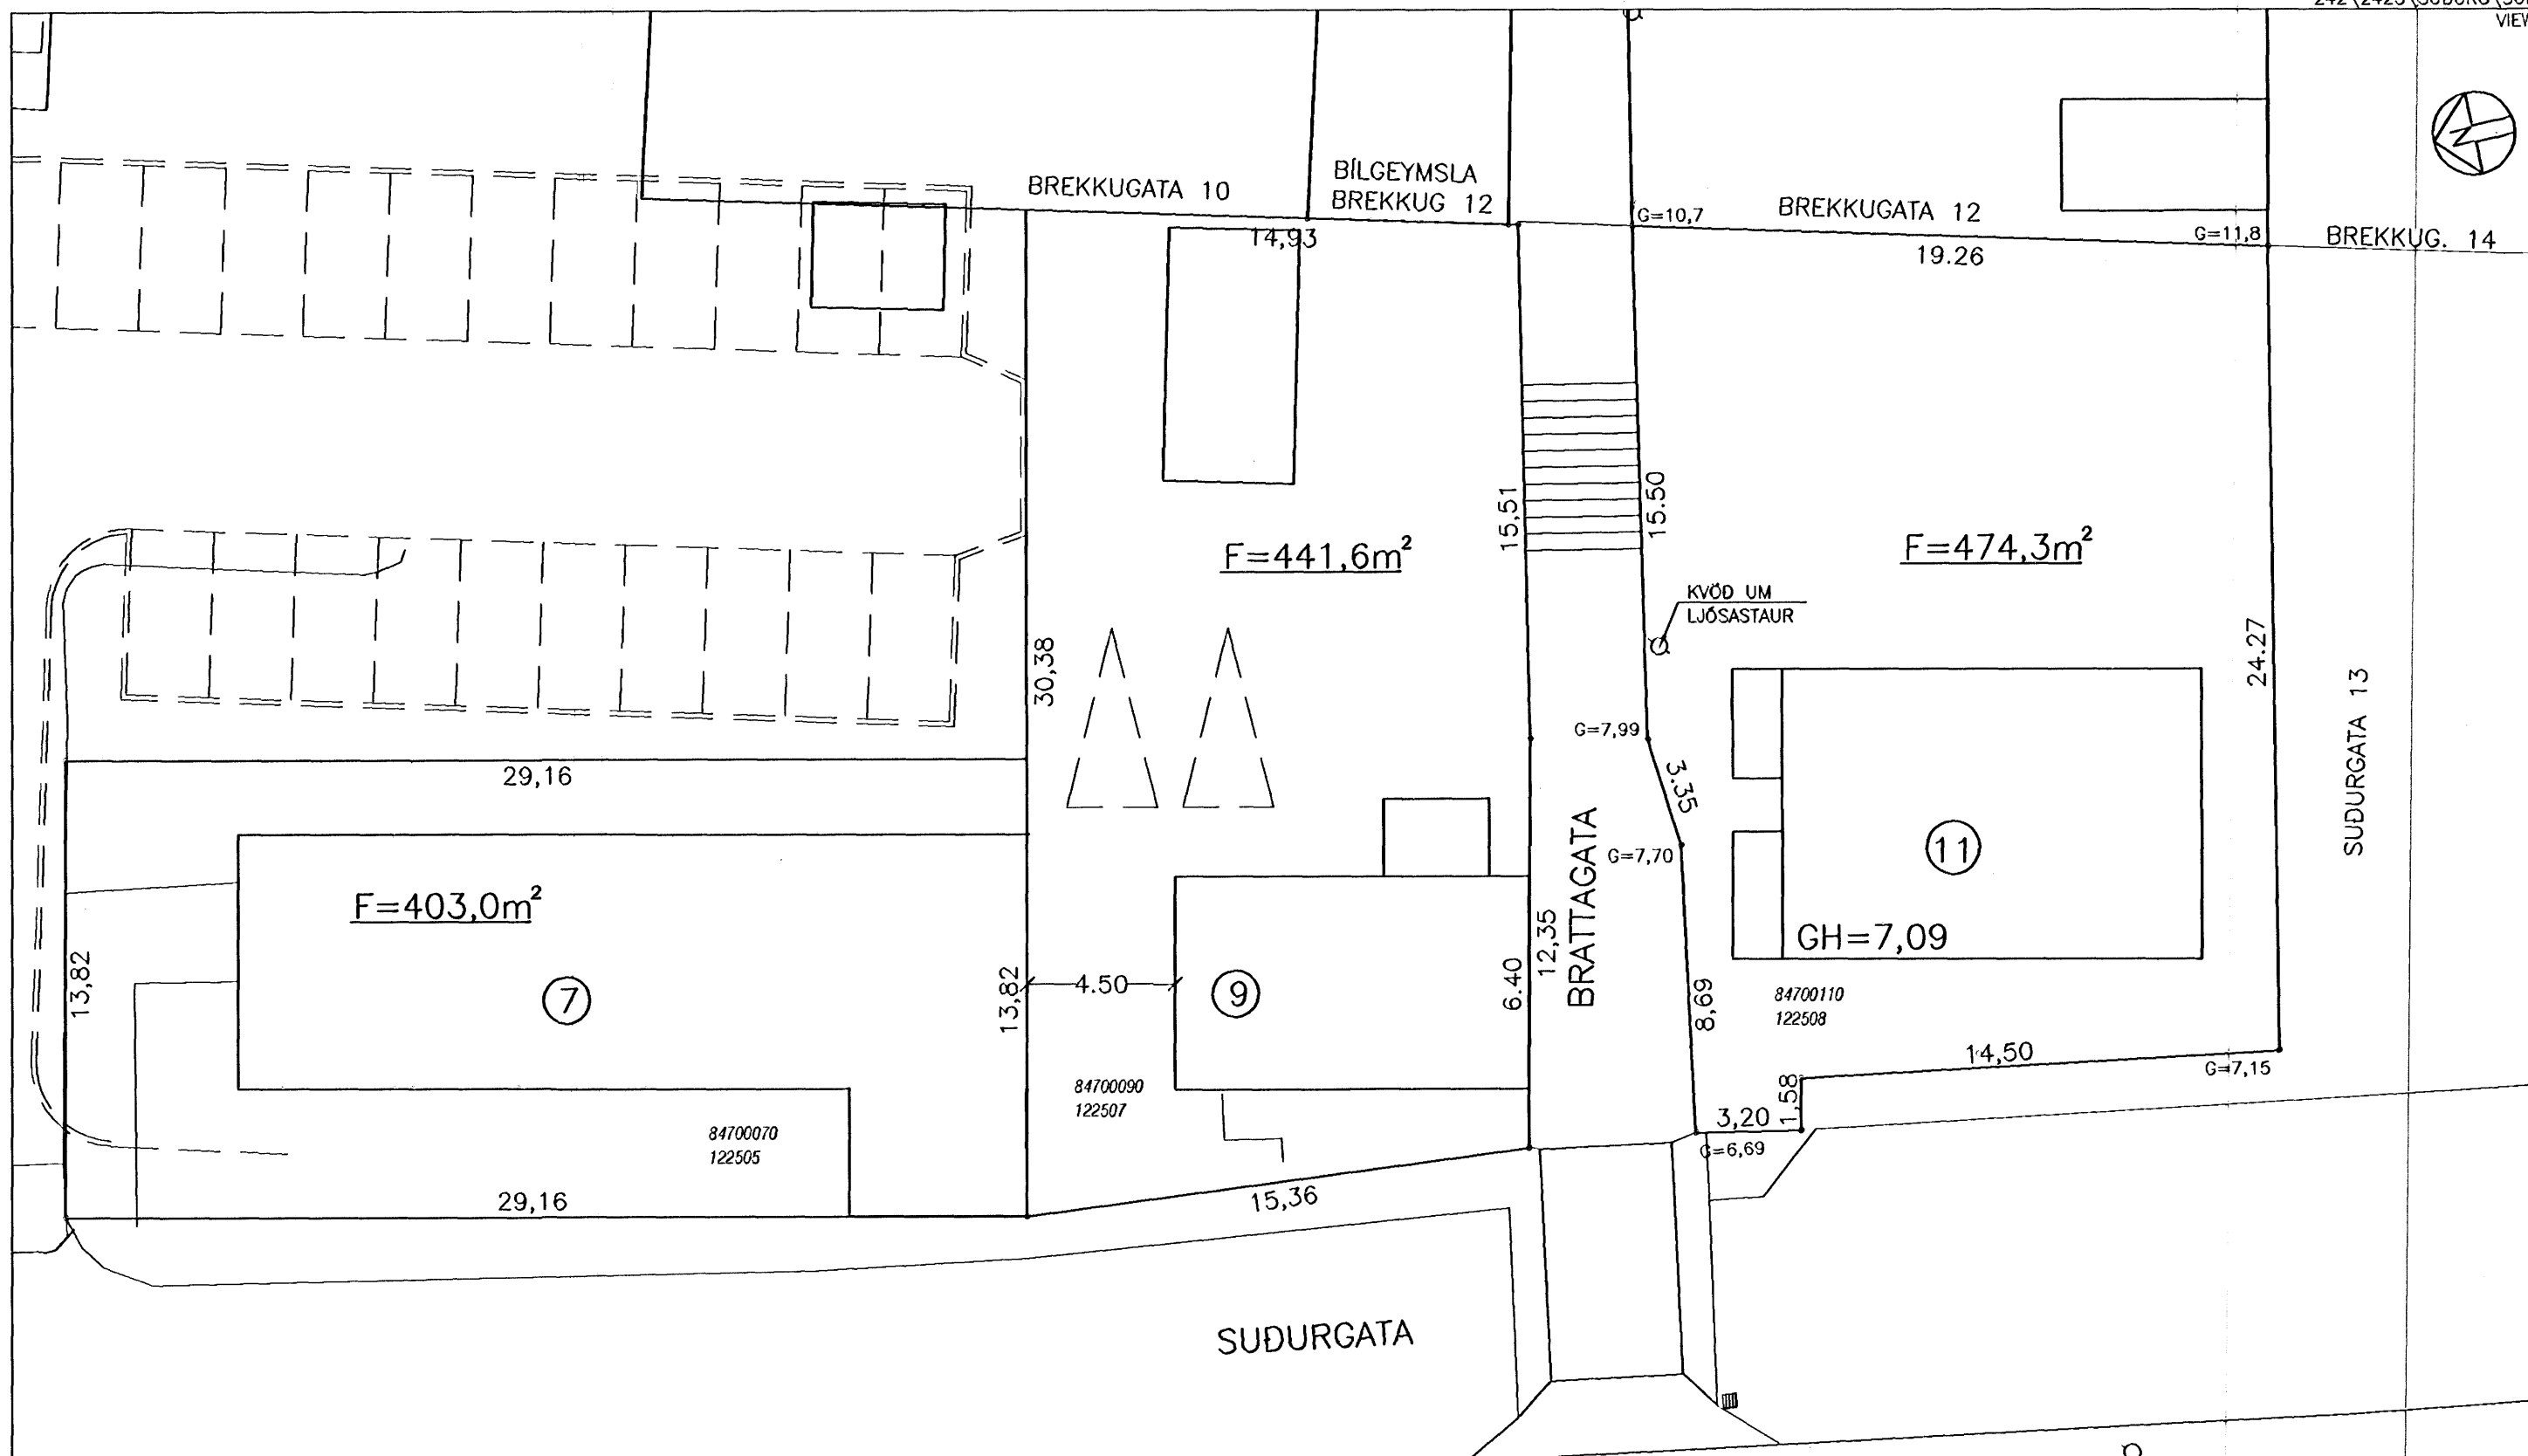 VIEW
BREKKUGATA 10
BÍLGEYMSLA
BREKKUG 12
14,93
G=10,7
BREKKUGATA 12
G=11,8
19.26
BREKKUG. 14
15,51
15.50
F=441,6m²
F=474,3m²
KVÖÐ UM
LJÓSASTAUR
30,38
24.27
SUÐURGATA 13
29,16
G=7,99
3.35
G=7,70
BRATTAGATA
11
GH=7,09
F=403,0m²
13,82
7
13,82
4.50
9
6.40
12,35
8,69
84700110
122508
14,50
G=7,15
1,58
3,20
G=6,69
84700090
122507
84700070
122505
29,16
15,36
SUÐURGATA